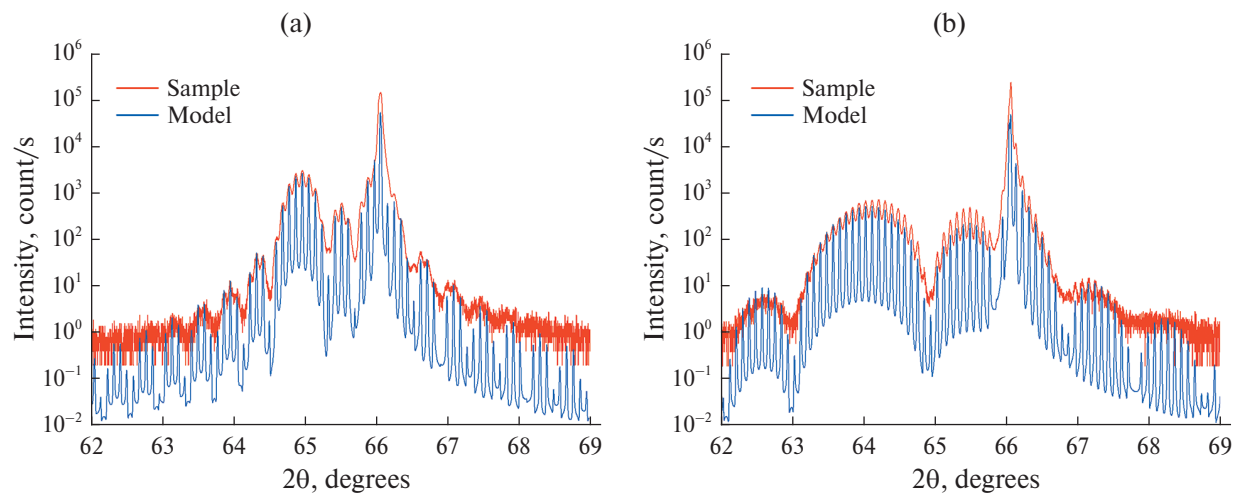 (a)
10⁶
10⁵
10⁴
10³
10²
10¹
10⁰
10⁻¹
10⁻²
Intensity, count/s
Sample
Model
62 63 64 65 66 67 68 69
2θ, degrees
(b)
10⁶
10⁵
10⁴
10³
10²
10¹
10⁰
10⁻¹
10⁻²
Intensity, count/s
Sample
Model
62 63 64 65 66 67 68 69
2θ, degrees